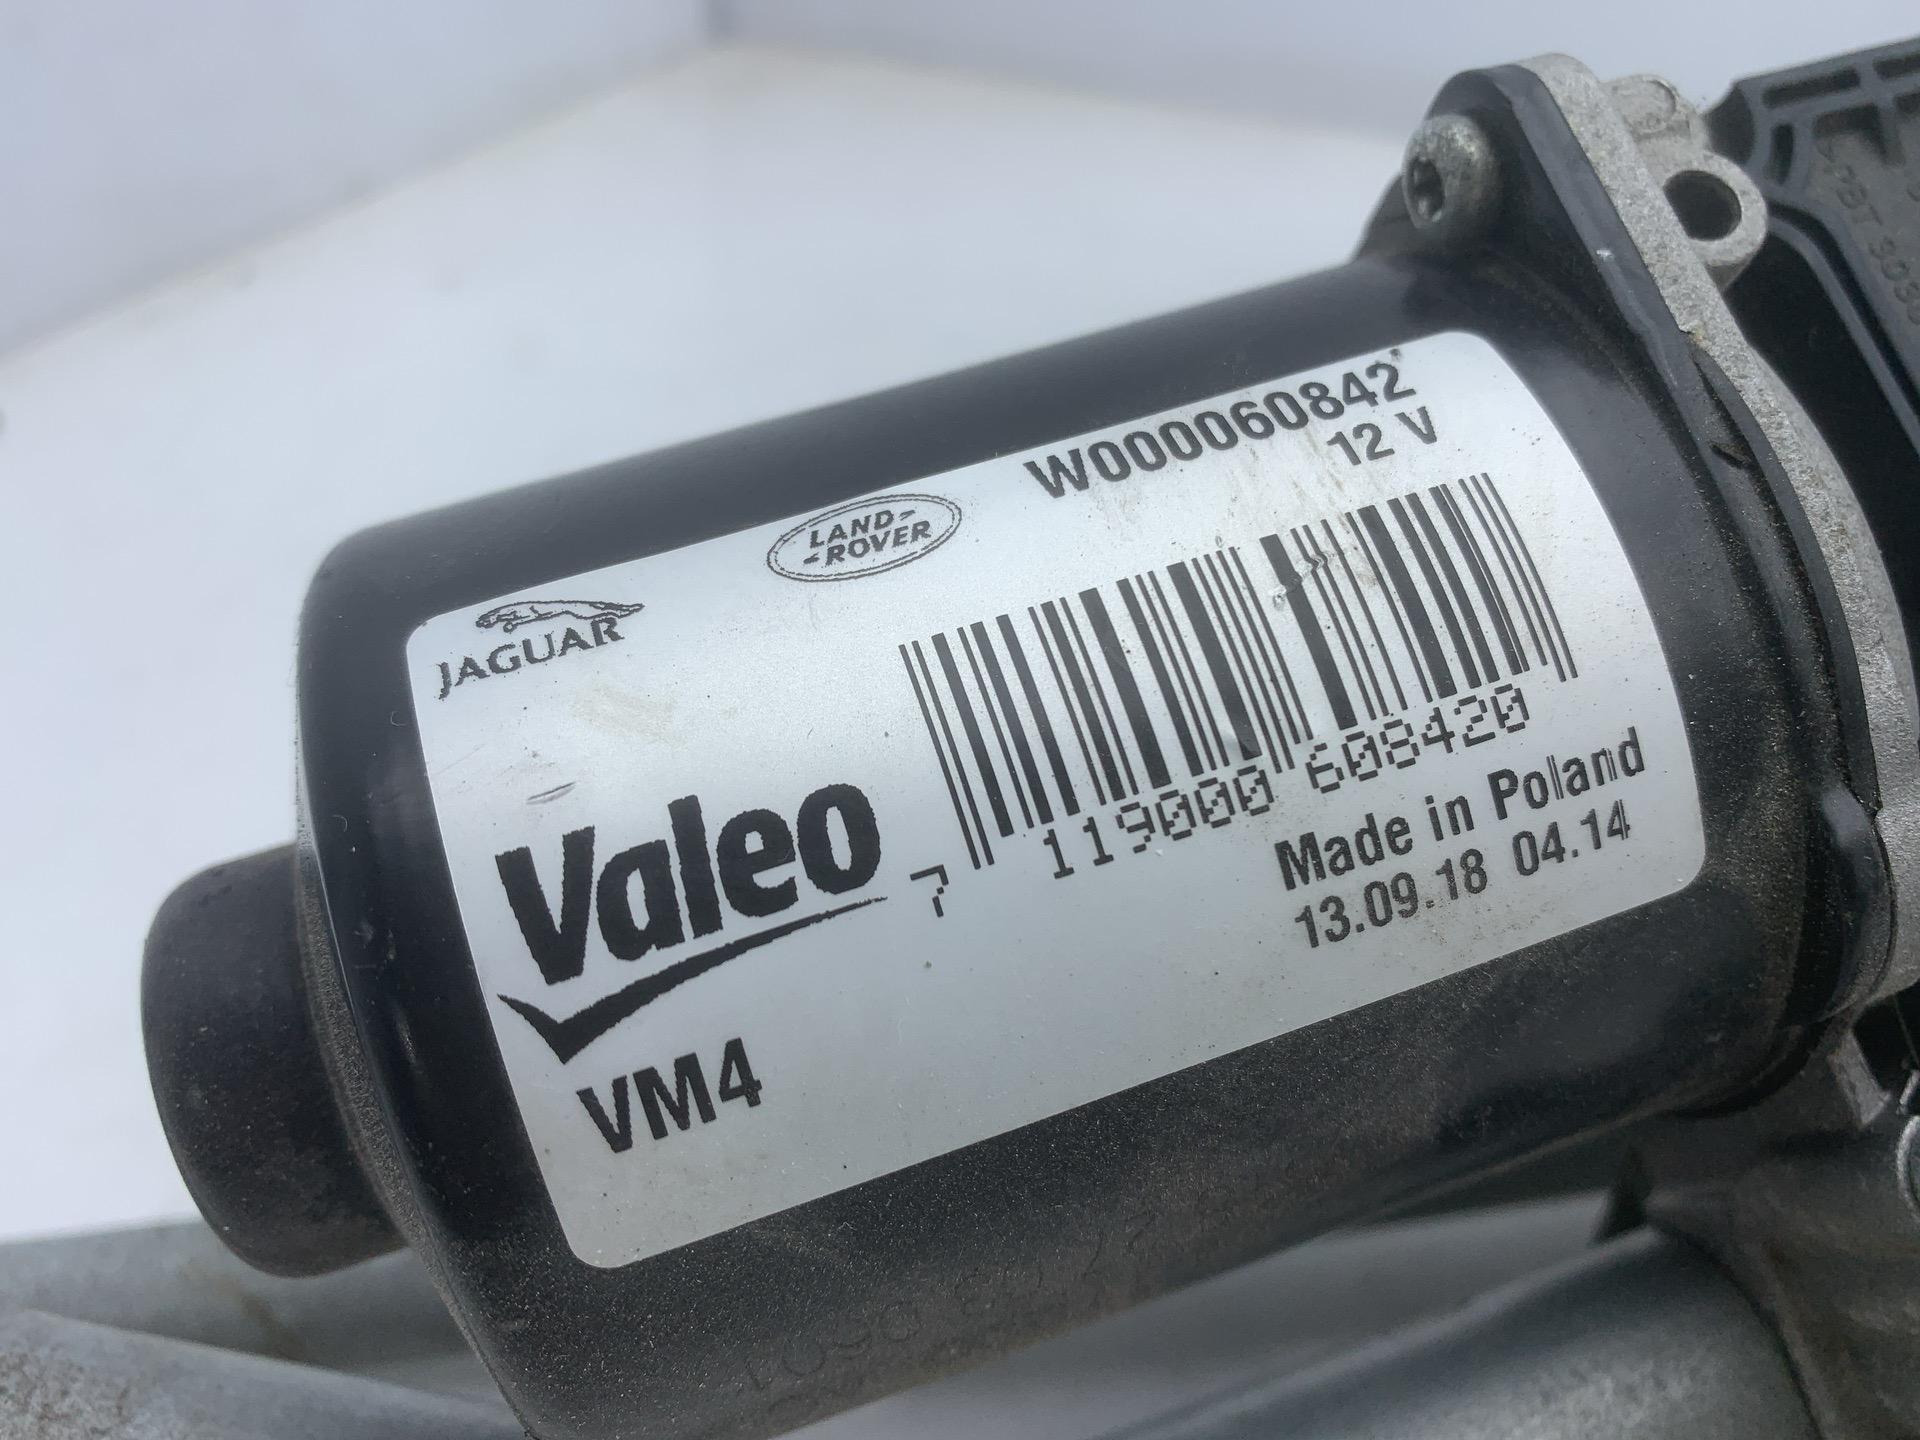 W000060842
12 V
LAND
ROVER
JAGUAR
7 119000 608420
Made in Poland
13.09.18 04.14
Valeo
VM4